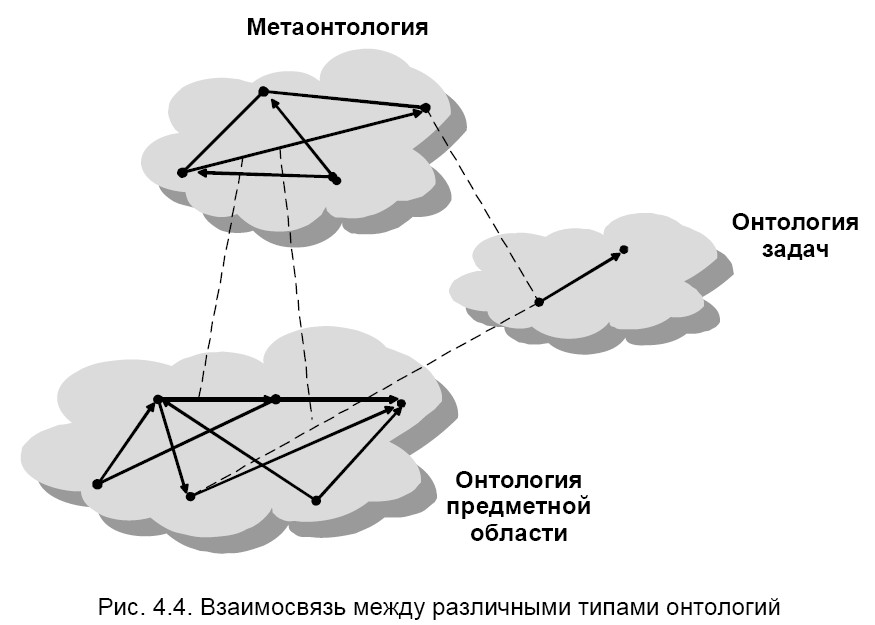 Метаонтология
Онтология
задач
Онтология
предметной
области
Рис. 4.4. Взаимосвязь между различными типами онтологий